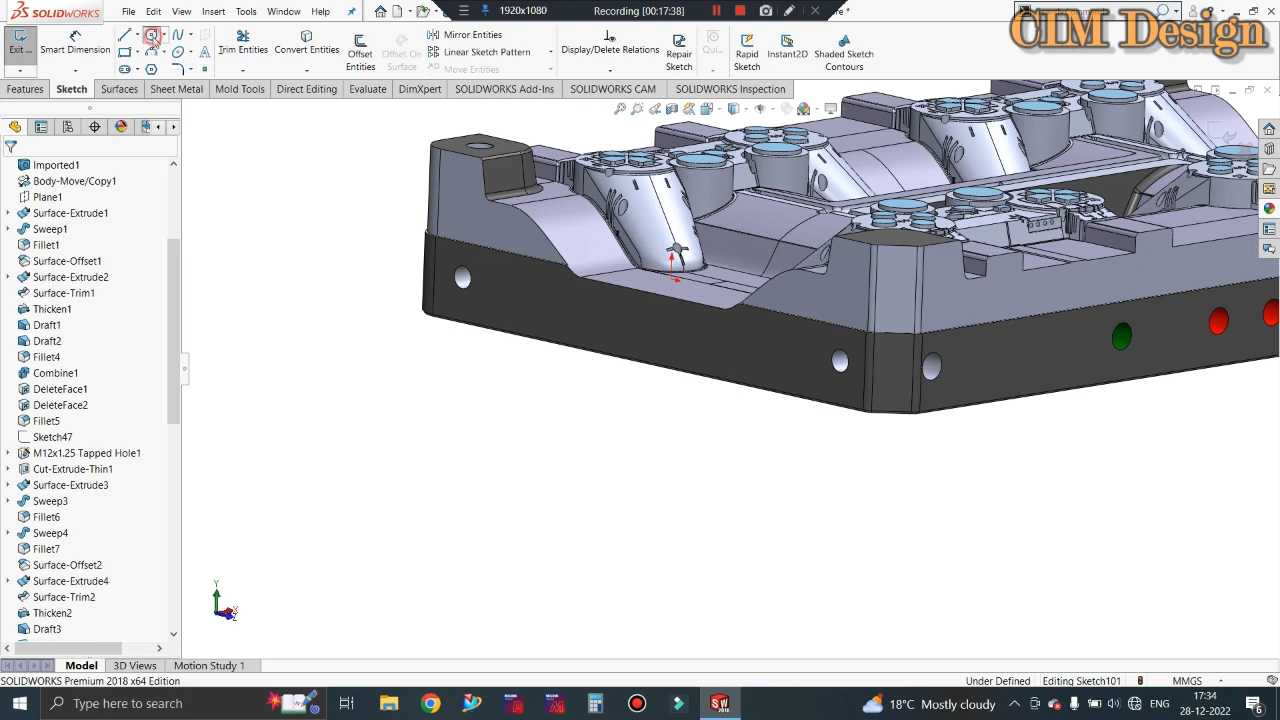 SOLIDWORKS
File
Edit
View
Insert
Tools
Window
Help
1920x1080
Recording [00:17:38]
CIM Design
Exit...
Smart Dimension
Trim Entities
Convert Entities
Offset Entities
Offset On Surface
Mirror Entities
Linear Sketch Pattern
Move Entities
Display/Delete Relations
Repair Sketch
Qui...
Rapid Sketch
Instant2D
Shaded Sketch Contours
Features
Sketch
Surfaces
Sheet Metal
Mold Tools
Direct Editing
Evaluate
DimXpert
SOLIDWORKS Add-Ins
SOLIDWORKS CAM
SOLIDWORKS Inspection
Imported1
Body-Move/Copy1
Plane1
Surface-Extrude1
Sweep1
Fillet1
Surface-Offset1
Surface-Extrude2
Surface-Trim1
Thicken1
Draft1
Draft2
Fillet4
Combine1
DeleteFace1
DeleteFace2
Fillet5
Sketch47
M12x1.25 Tapped Hole1
Cut-Extrude-Thin1
Surface-Extrude3
Sweep3
Fillet6
Sweep4
Fillet7
Surface-Offset2
Surface-Extrude4
Surface-Trim2
Thicken2
Draft3
Y
X
Z
Model
3D Views
Motion Study 1
SOLIDWORKS Premium 2018 x64 Edition
Under Defined
Editing Sketch101
MMGS
Type here to search
SW
2018
18°C Mostly cloudy
ENG
17:34
28-12-2022
6